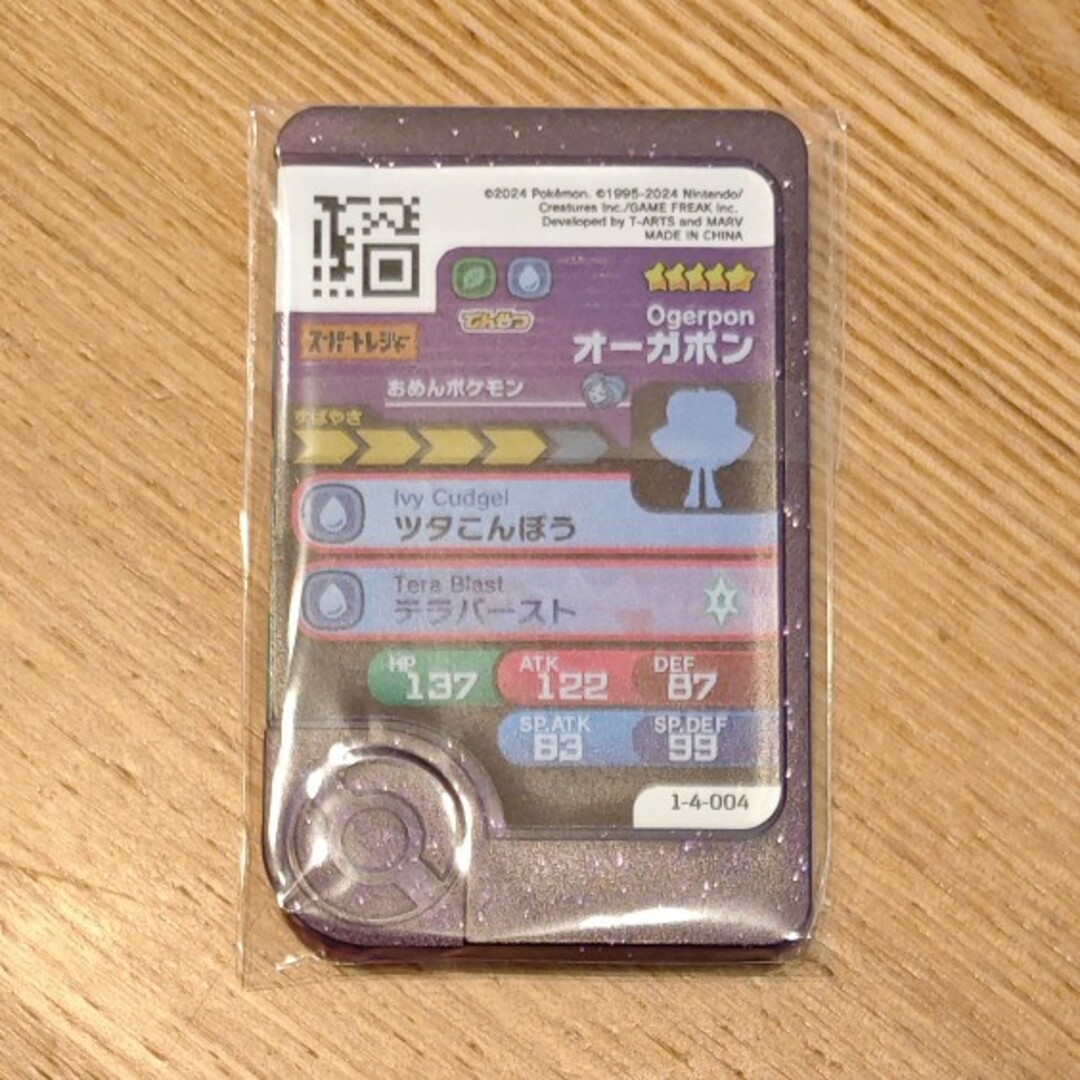 ©2024 Pokémon. ©1995-2024 Nintendo/
Creatures Inc./GAME FREAK inc.
Developed by T-ARTS and MARV
MADE IN CHINA
でんせつ
スーパートレジャー
Ogerpon
オーガポン
おめんポケモン
すばやさ
Ivy Cudgel
ツタこんぼう
Tera Blast
テラバースト
HP 137
ATK 122
DEF 87
SP.ATK 63
SP.DEF 99
1-4-004